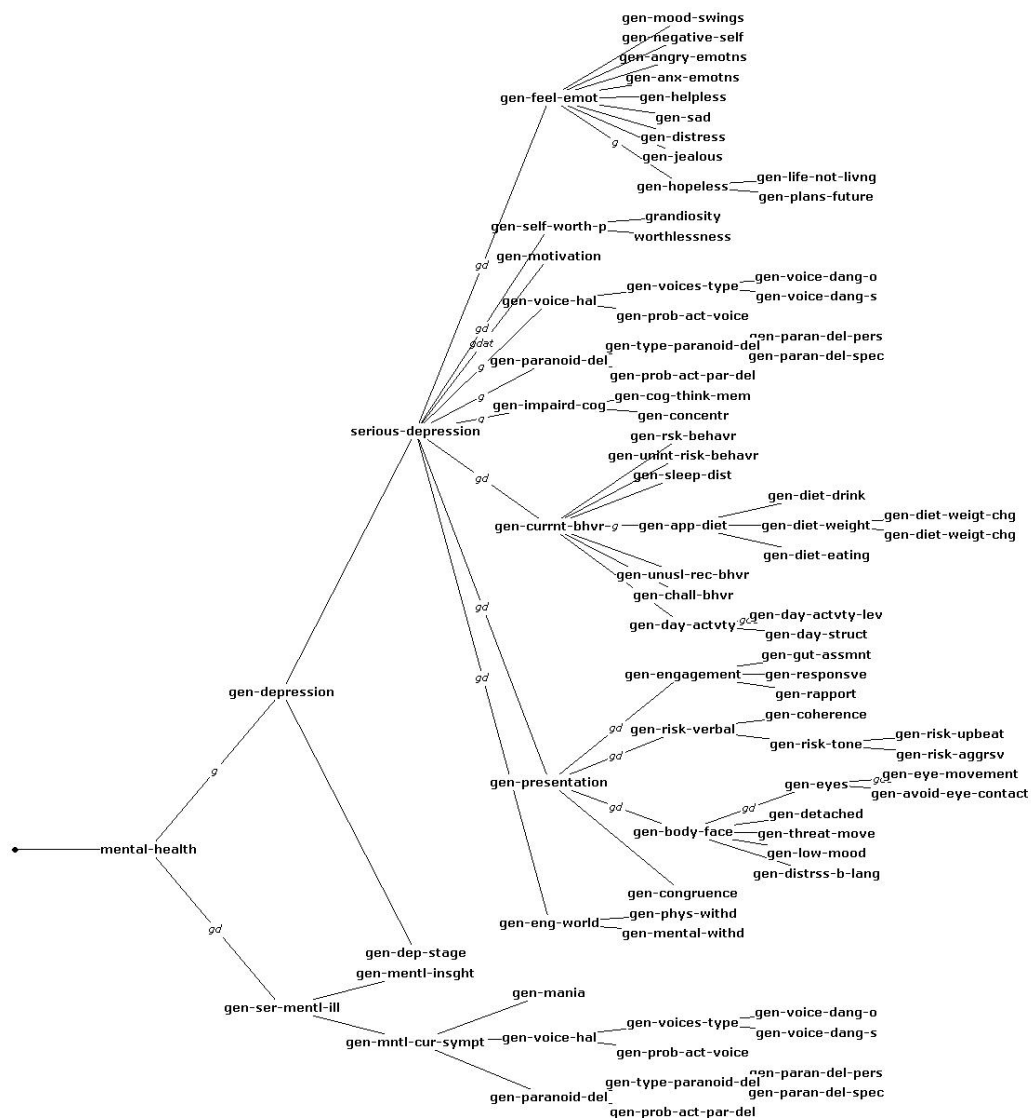 gen-mood-swings
gen-negative-self
gen-angry-emotns
gen-anx-emotns
gen-feel-emot
gen-helpless
gen-sad
gen-distress
g
gen-jealous
gen-life-not-livng
gen-hopeless
gen-plans-future
grandiosity
gen-self-worth-p
worthlessness
gen-motivation
gd
gen-voice-dang-o
gen-voices-type
gen-voice-hal
gen-voice-dang-s
gen-prob-act-voice
gd
gen-paran-del-pers
gdat
gen-type-paranoid-del
gen-paran-del-spec
gen-paranoid-del
g
gen-prob-act-par-del
g
gen-cog-think-mem
gen-impaird-cog
gen-concentr
g
serious-depression
gen-rsk-behavr
gen-unint-risk-behavr
gen-sleep-dist
gd
gen-diet-drink
gen-diet-weigt-chg
gen-currnt-bhvr
g
gen-app-diet
gen-diet-weight
gen-diet-weigt-chg
gen-diet-eating
gen-unusl-rec-bhvr
gen-chall-bhvr
gd
gen-day-actvty-lev
gen-day-actvty
gen-day-struct
gen-gut-assmnt
gen-engagement
gen-responsve
gd
gen-depression
gen-rapport
gen-coherence
gd
gen-risk-verbal
gen-risk-upbeat
gen-risk-tone
gd
gen-risk-aggrsv
g
gen-presentation
gen-eye-movement
gen-eyes
gen-avoid-eye-contact
gd
gd
gen-detached
gen-body-face
gen-threat-move
mental-health
gen-low-mood
gen-distrss-b-lang
gen-congruence
gen-phys-withd
gen-eng-world
gen-mental-withd
gd
gen-dep-stage
gen-mentl-insght
gen-mania
gen-ser-mentl-ill
gen-voice-dang-o
gen-voices-type
gen-mntl-cur-sympt
gen-voice-hal
gen-voice-dang-s
gen-prob-act-voice
gen-paran-del-pers
gen-type-paranoid-del
gen-paran-del-spec
gen-paranoid-del
gen-prob-act-par-del